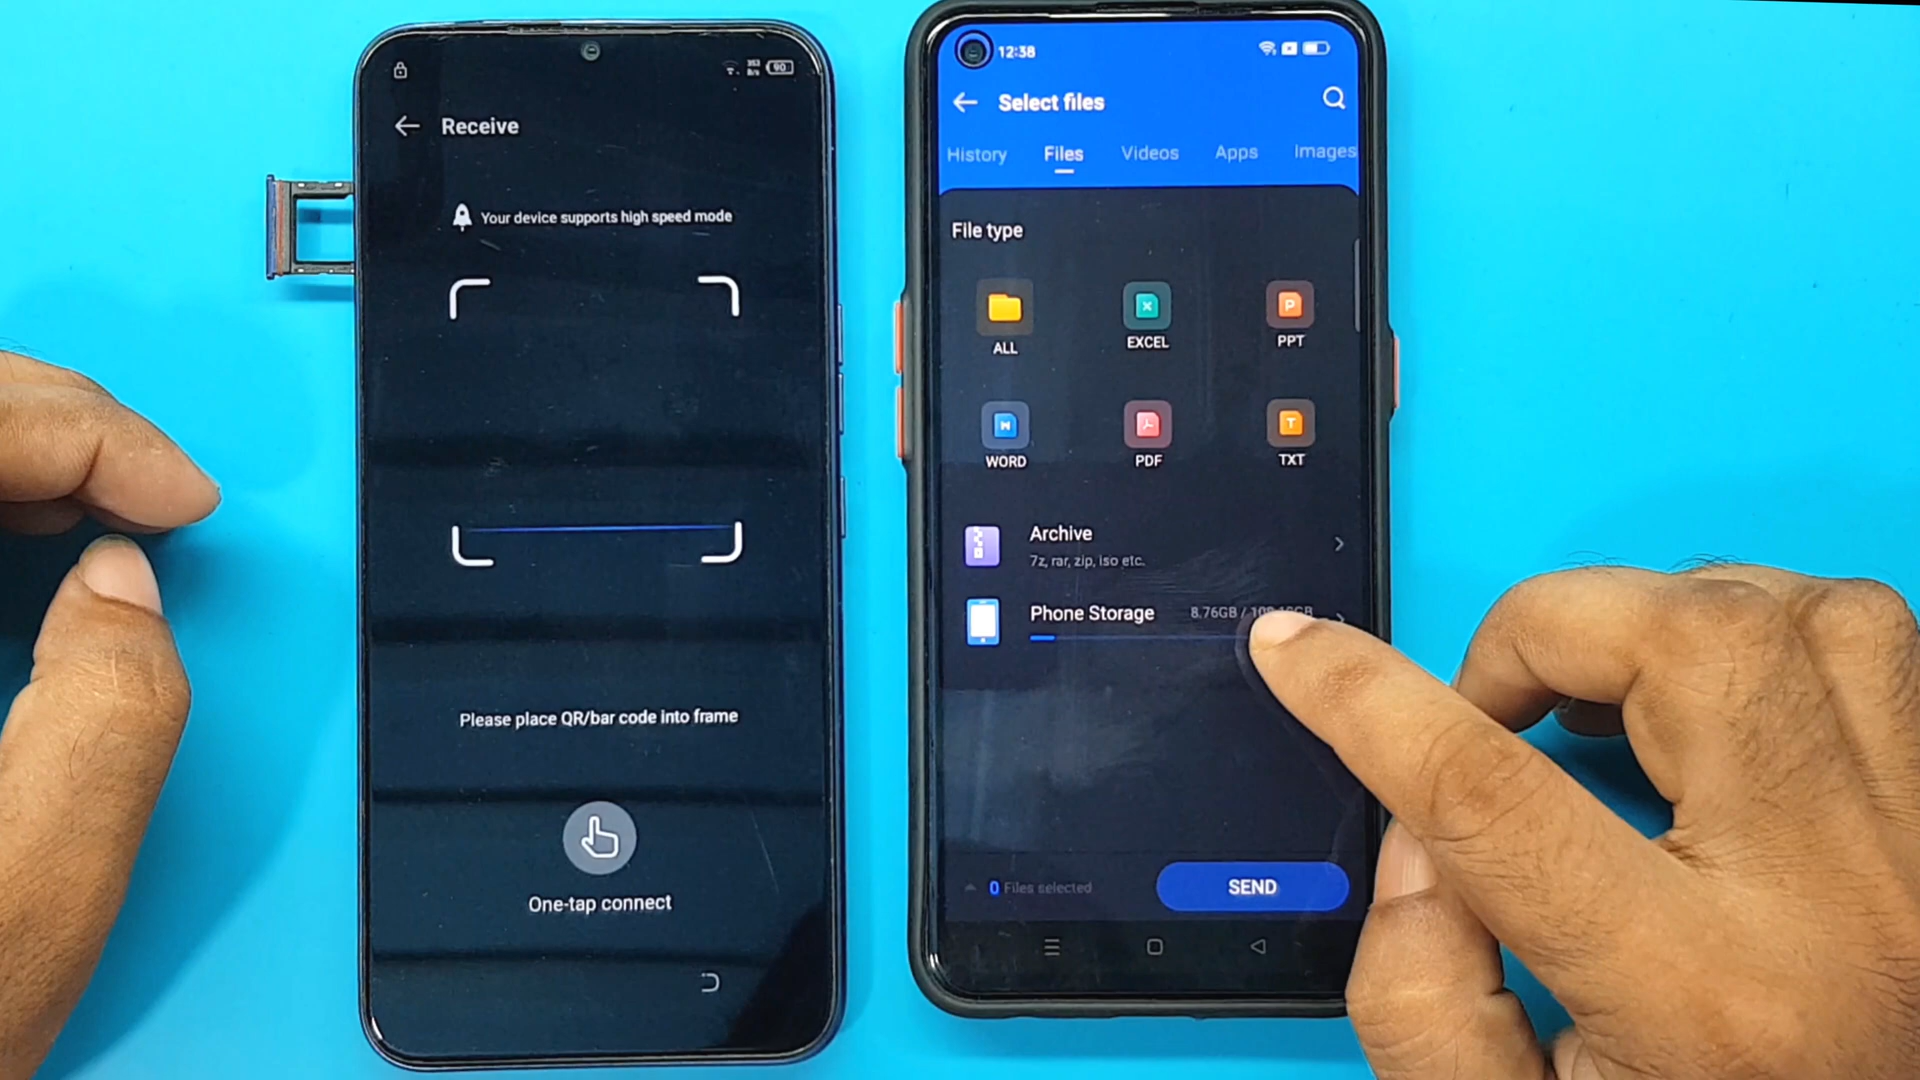 90
Receive
Your device supports high speed mode
Please place QR/bar code into frame
One-tap connect
12:38
Select files
History Files Videos Apps Images
File type
ALL EXCEL PPT
WORD PDF TXT
Archive
7z, rar, zip, iso etc.
Phone Storage 8.76GB /
0 Files selected SEND